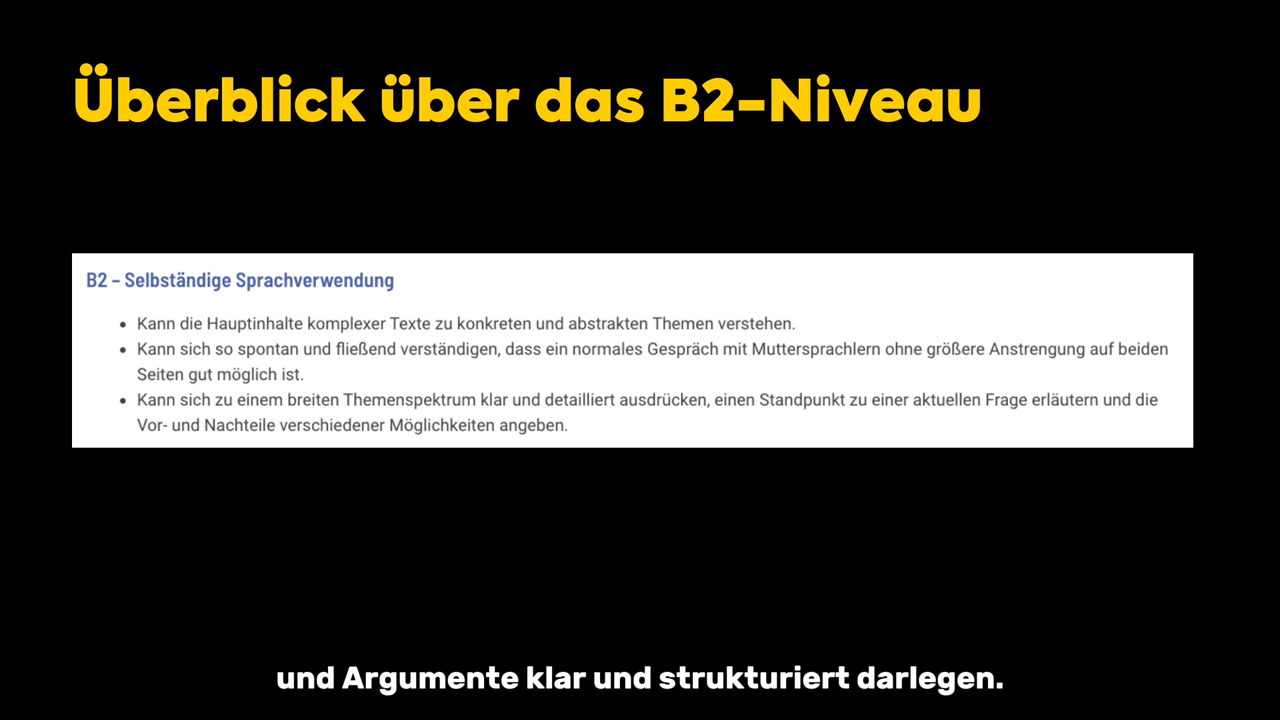 Überblick über das B2-Niveau
B2 – Selbständige Sprachverwendung
• Kann die Hauptinhalte komplexer Texte zu konkreten und abstrakten Themen verstehen.
• Kann sich so spontan und fließend verständigen, dass ein normales Gespräch mit Muttersprachlern ohne größere Anstrengung auf beiden
Seiten gut möglich ist.
• Kann sich zu einem breiten Themenspektrum klar und detailliert ausdrücken, einen Standpunkt zu einer aktuellen Frage erläutern und die
Vor- und Nachteile verschiedener Möglichkeiten angeben.
und Argumente klar und strukturiert darlegen.